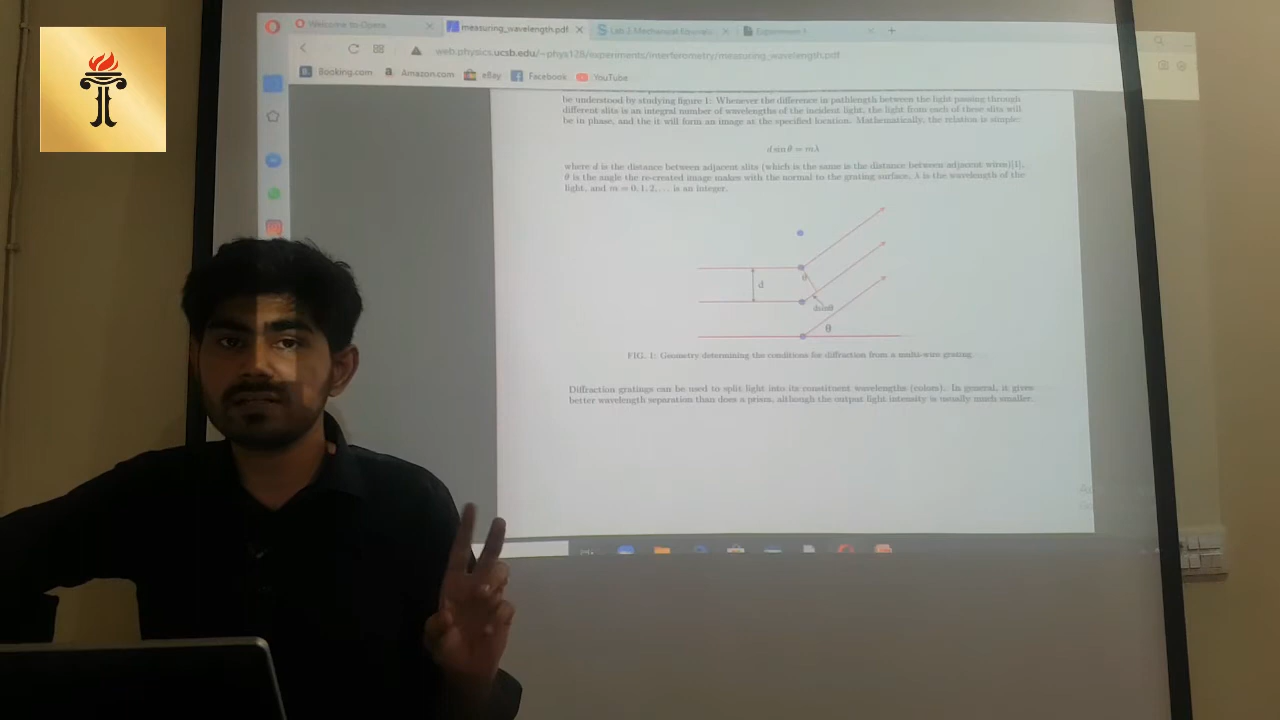 Welcome to Opera
measuring_wavelength.pdf
Lab 2 Mechanical Equivale
Experiment 1
web.physics.ucsb.edu/~phys128/experiments/interferometry/measuring_wavelength.pdf
Booking.com
Amazon.com
eBay
Facebook
YouTube
be understood by studying figure 1: Whenever the difference in pathlength between the light passing through
different slits is an integral number of wavelengths of the incident light, the light from each of these slits will
be in phase, and the it will form an image at the specified location. Mathematically, the relation is simple:
d sin θ = mλ
where d is the distance between adjacent slits (which is the same is the distance between adjacent wires)[1],
θ is the angle the re-created image makes with the normal to the grating surface, λ is the wavelength of the
light, and m = 0, 1, 2, . . . is an integer.
θ
d
dsinθ
θ
FIG. 1: Geometry determining the conditions for diffraction from a multi-wire grating
Diffraction gratings can be used to split light into its constituent wavelengths (colors). In general, it gives
better wavelength separation than does a prism, although the output light intensity is usually much smaller.